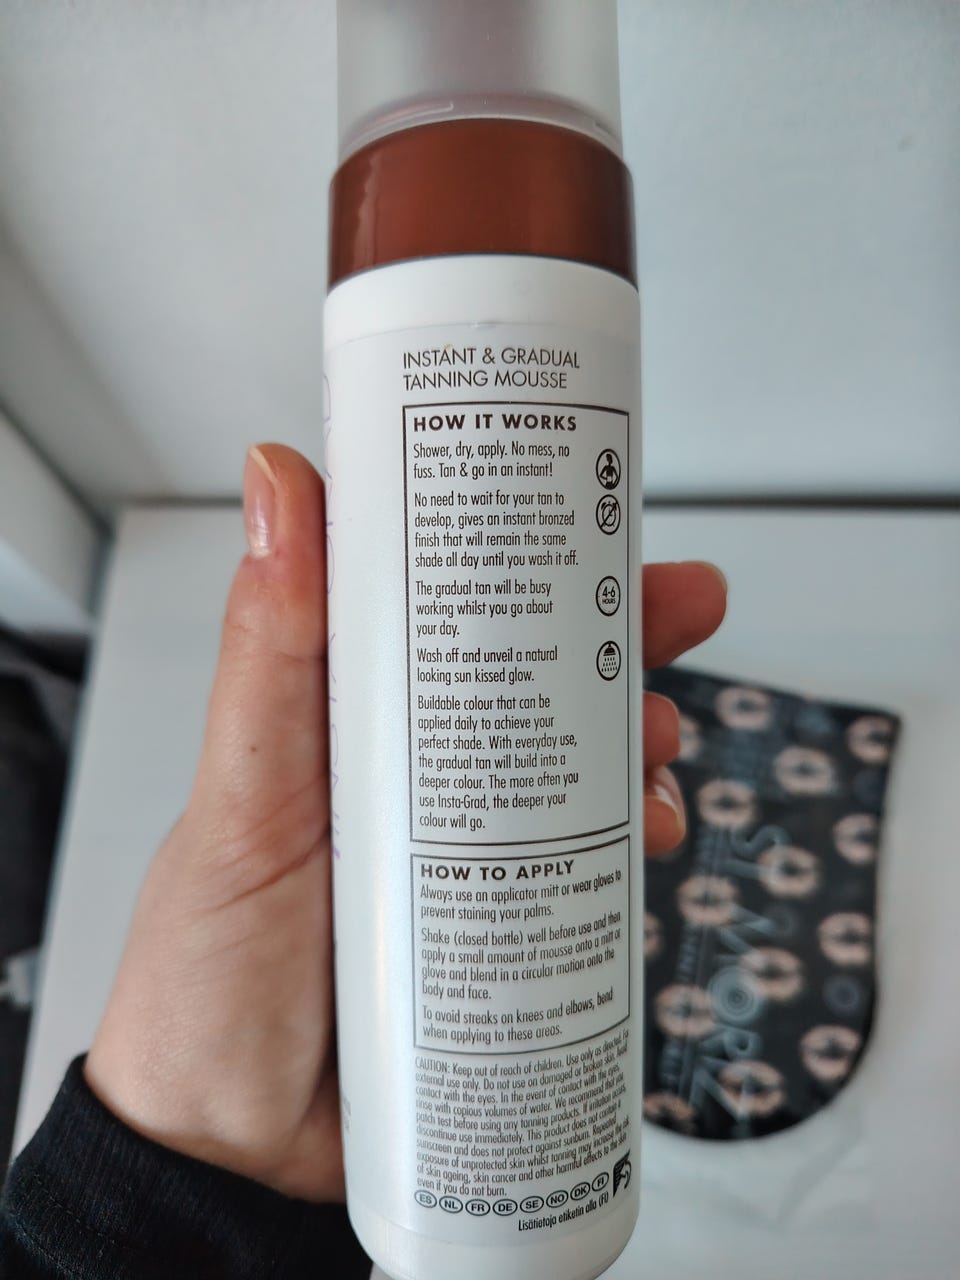 INSTANT & GRADUAL
TANNING MOUSSE
HOW IT WORKS
Shower, dry, apply. No mess, no
fuss. Tan & go in an instant!
No need to wait for your tan to
develop, gives an instant bronzed
finish that will remain the same
shade all day until you wash it off.
The gradual tan will be busy
working whilst you go about
your day.
4-6
HOURS
Wash off and unveil a natural
looking sun kissed glow.
Buildable colour that can be
applied daily to achieve your
perfect shade. With everyday use,
the gradual tan will build into a
deeper colour. The more often you
use Insta-Grad, the deeper your
colour will go.
HOW TO APPLY
Always use an applicator mitt or wear gloves to
prevent staining your palms.
Shake (closed bottle) well before use and then
apply a small amount of mousse onto a mitt or
glove and blend in a circular motion onto the
body and face.
To avoid streaks on knees and elbows, bend
when applying to these areas.
CAUTION: Keep out of reach of children. Use only as directed. For
external use only. Do not use on damaged or broken skin. Avoid
contact with the eyes. In the event of contact with the eyes,
rinse with copious volumes of water. We recommend that you
patch test before using any tanning products. If irritation occurs,
discontinue use immediately. This product does not contain a
sunscreen and does not protect against sunburn. Repeated
exposure of unprotected skin whilst tanning may increase the risk
of skin ageing, skin cancer and other harmful effects to the skin
even if you do not burn.
ES NL FR DE SE NO DK FI
Lisätietoja etiketin alla (FI)
ST MORIZ